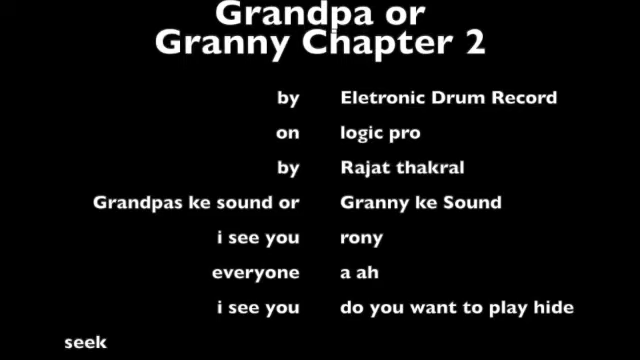 Grandpa or
Granny Chapter 2
by Eletronic Drum Record
on logic pro
by Rajat thakral
Grandpas ke sound or Granny ke Sound
i see you rony
everyone a ah
i see you do you want to play hide
seek